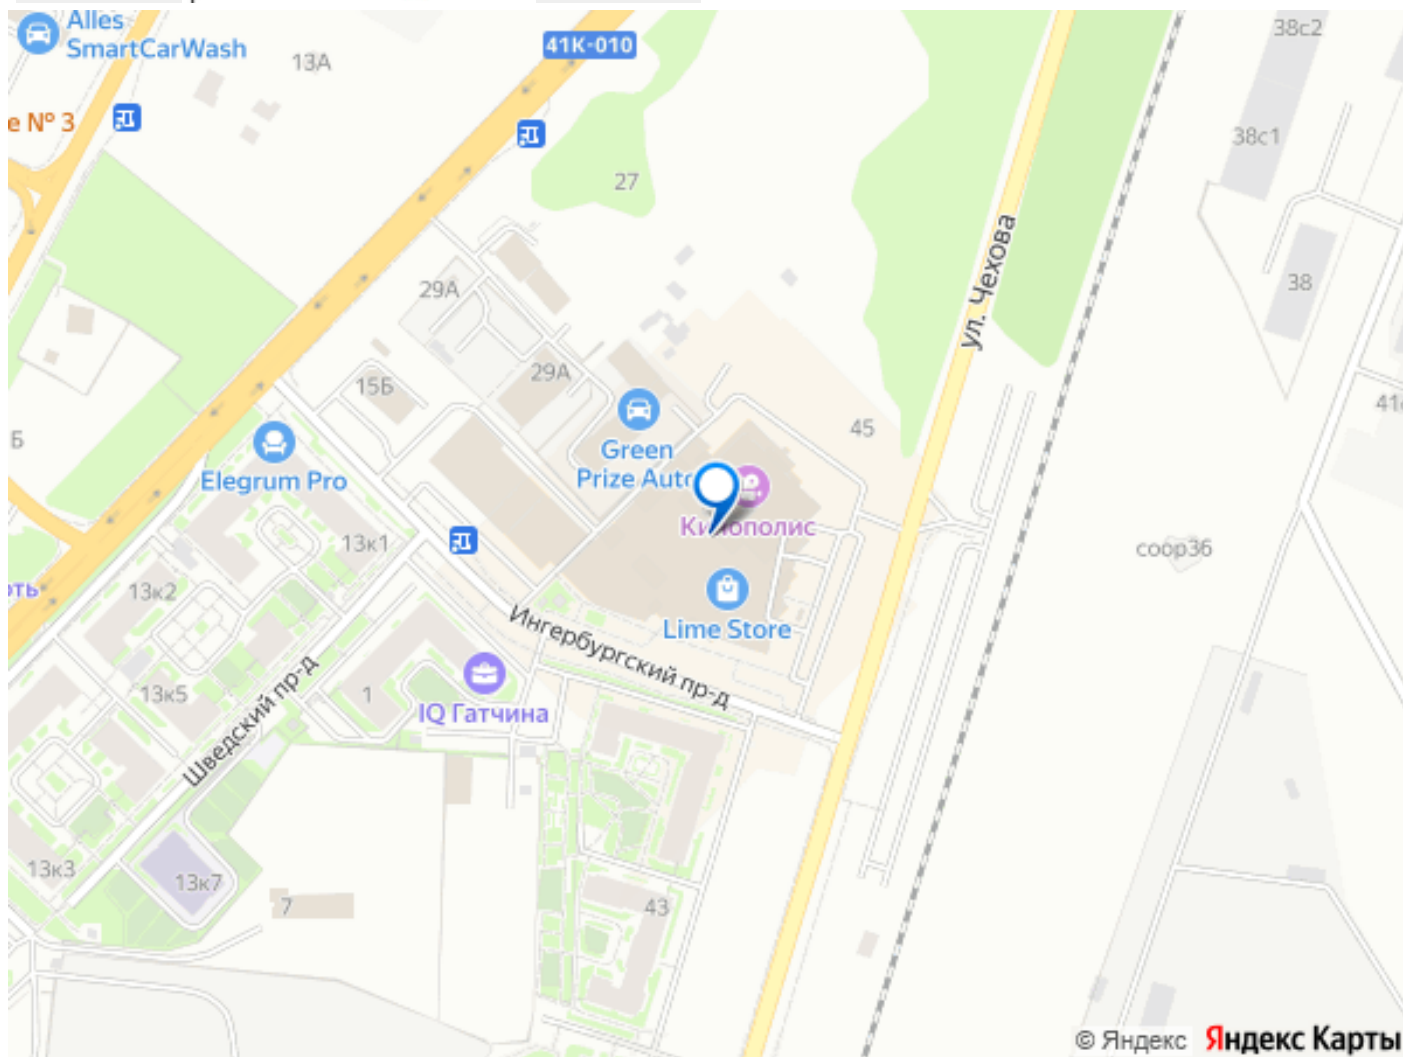 Alles
SmartCarWash
41К-010
38с2
13А
е № 3
38с1
27
ул. Чехова
38
29А
29А
15Б
41
45
Б
Green
Prize Auto
Elegrum Pro
Кинополис
13к1
соор36
оть
13к2
Lime Store
Ингербургский пр-д
13к5
1
IQ Гатчина
Шведский пр-д
13к3
13к7
7
43
© Яндекс Яндекс Карты